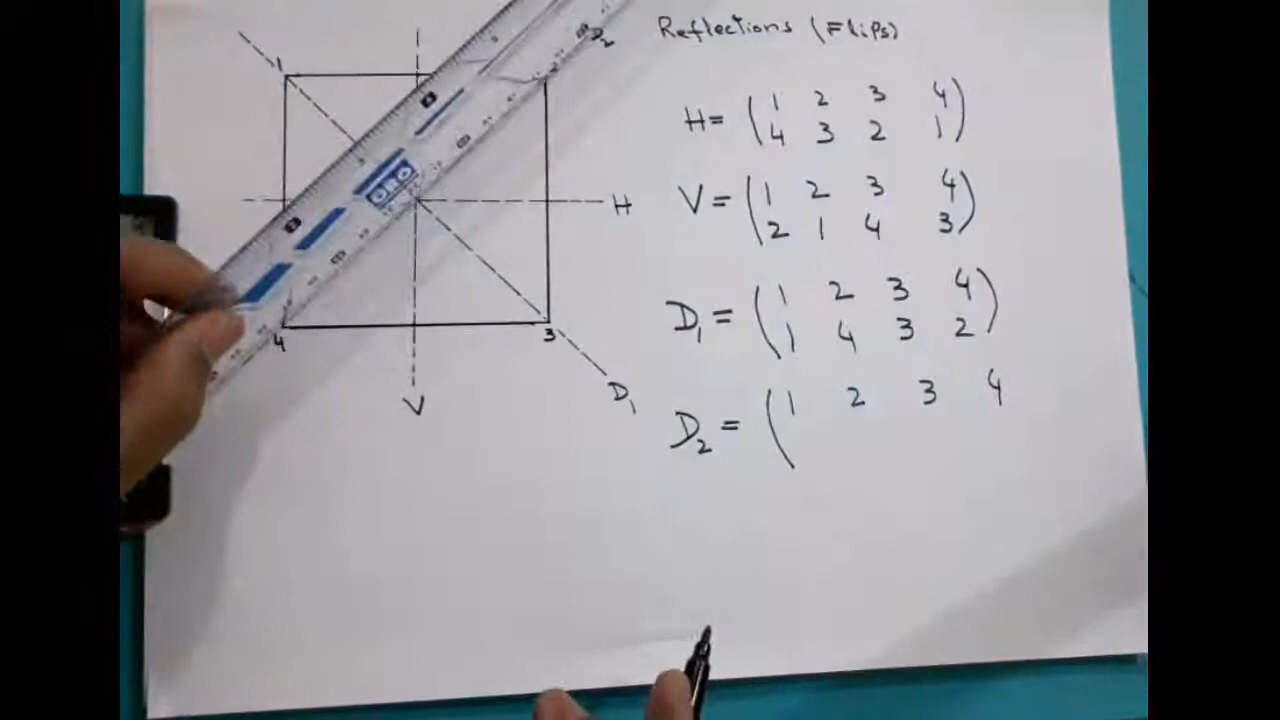 Reflections (Flips)
1
D2
H
4
3
V
D1
H = (1 2 3 4)
(4 3 2 1)
V = (1 2 3 4)
(2 1 4 3)
D1 = (1 2 3 4)
(1 4 3 2)
D2 = (1 2 3 4